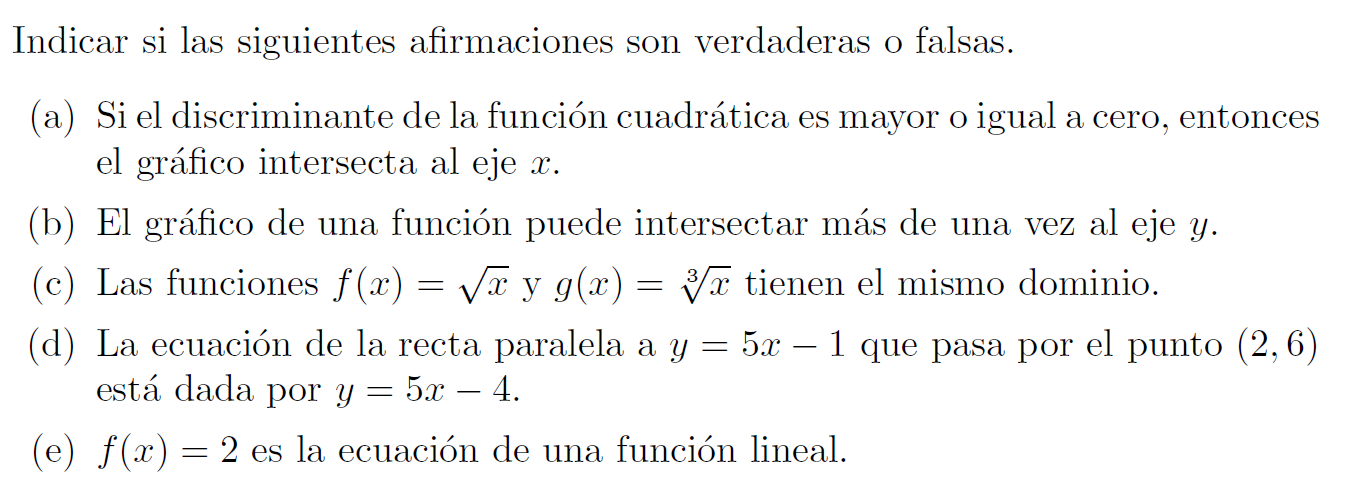 Indicar si las siguientes afirmaciones son verdaderas o falsas.
(a) Si el discriminante de la función cuadrática es mayor o igual a cero, entonces
el gráfico intersecta al eje x.
(b) El gráfico de una función puede intersectar más de una vez al eje y.
(c) Las funciones f(x) = √x y g(x) = ∛x tienen el mismo dominio.
(d) La ecuación de la recta paralela a y = 5x − 1 que pasa por el punto (2, 6)
está dada por y = 5x − 4.
(e) f(x) = 2 es la ecuación de una función lineal.